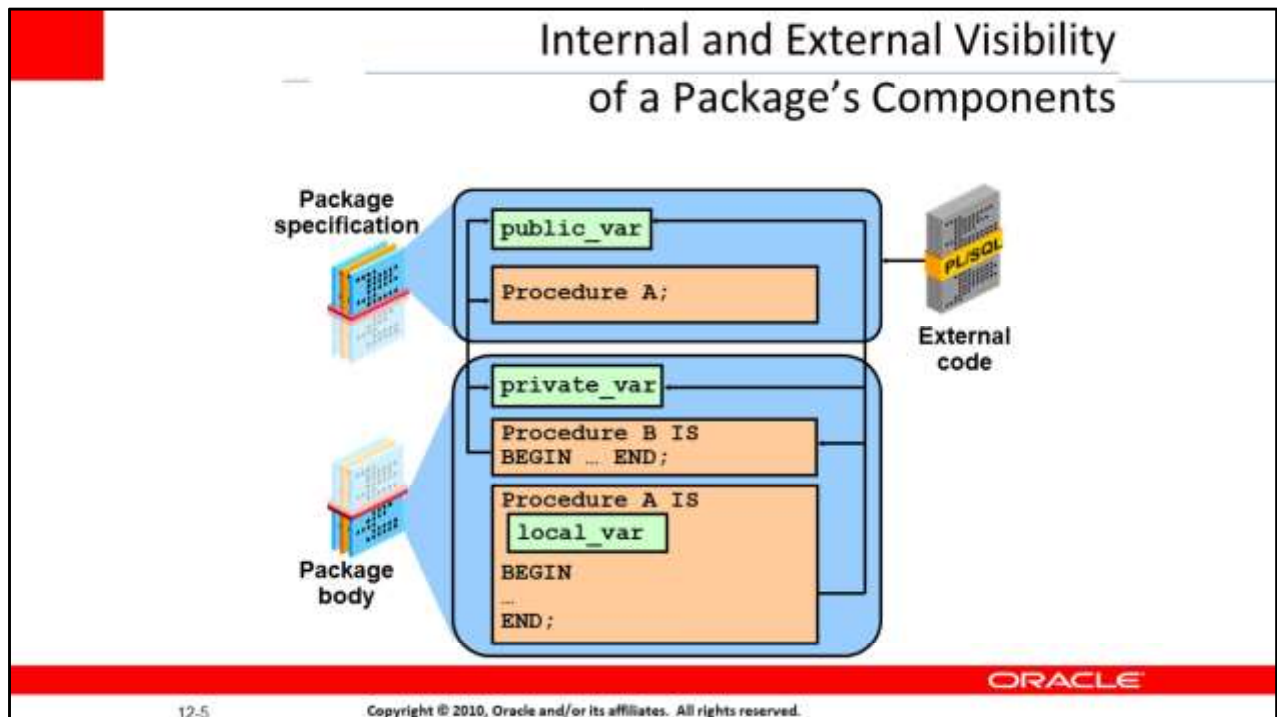 Internal and External Visibility
of a Package's Components
Package
specification
public_var
Procedure A;
PL/SQL
External
code
private_var
Procedure B IS
BEGIN … END;
Procedure A IS
local_var
BEGIN
…
END;
Package
body
ORACLE
12-5
Copyright © 2010, Oracle and/or its affiliates. All rights reserved.